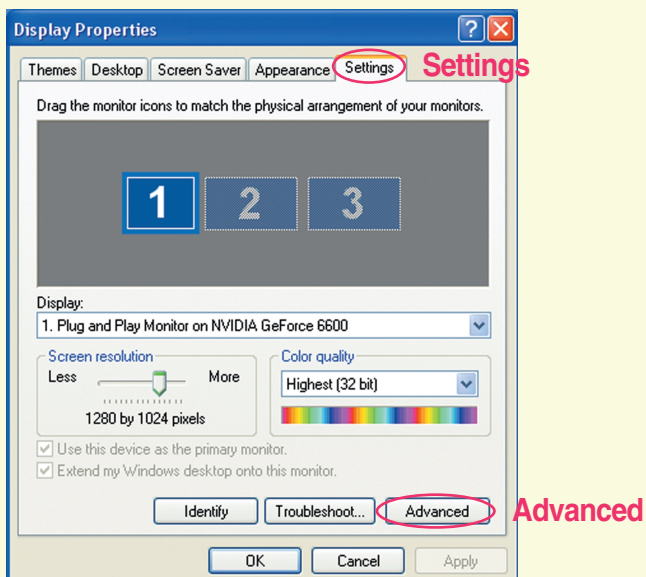 Display Properties
Themes Desktop Screen Saver Appearance Settings Settings
Drag the monitor icons to match the physical arrangement of your monitors.
1 2 3
Display:
1. Plug and Play Monitor on NVIDIA GeForce 6600
Screen resolution
Less More
1280 by 1024 pixels
Color quality
Highest (32 bit)
Use this device as the primary monitor.
Extend my Windows desktop onto this monitor.
Identify Troubleshoot... Advanced Advanced
OK Cancel Apply